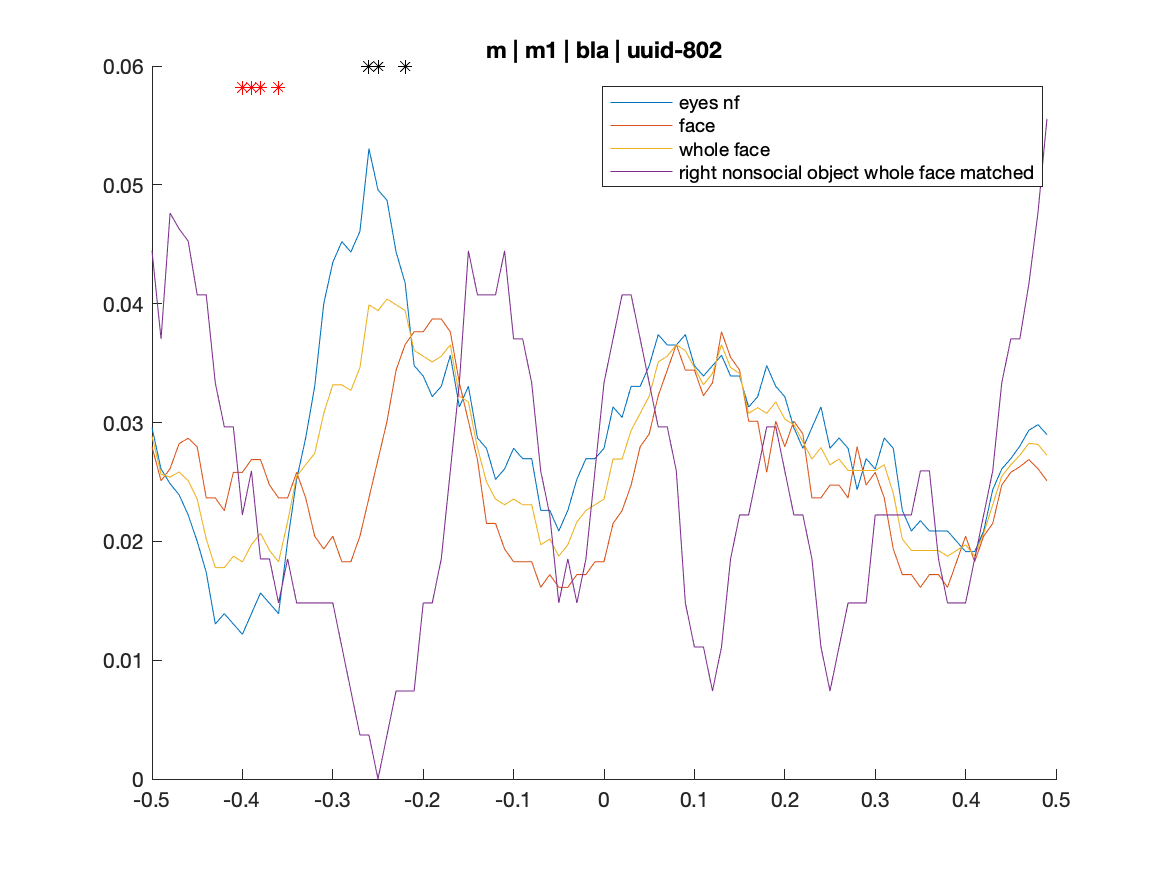 m | m1 | bla | uuid-802
0.06
0.05
0.04
0.03
0.02
0.01
0
eyes nf
face
whole face
right nonsocial object whole face matched
-0.5 -0.4 -0.3 -0.2 -0.1 0 0.1 0.2 0.3 0.4 0.5